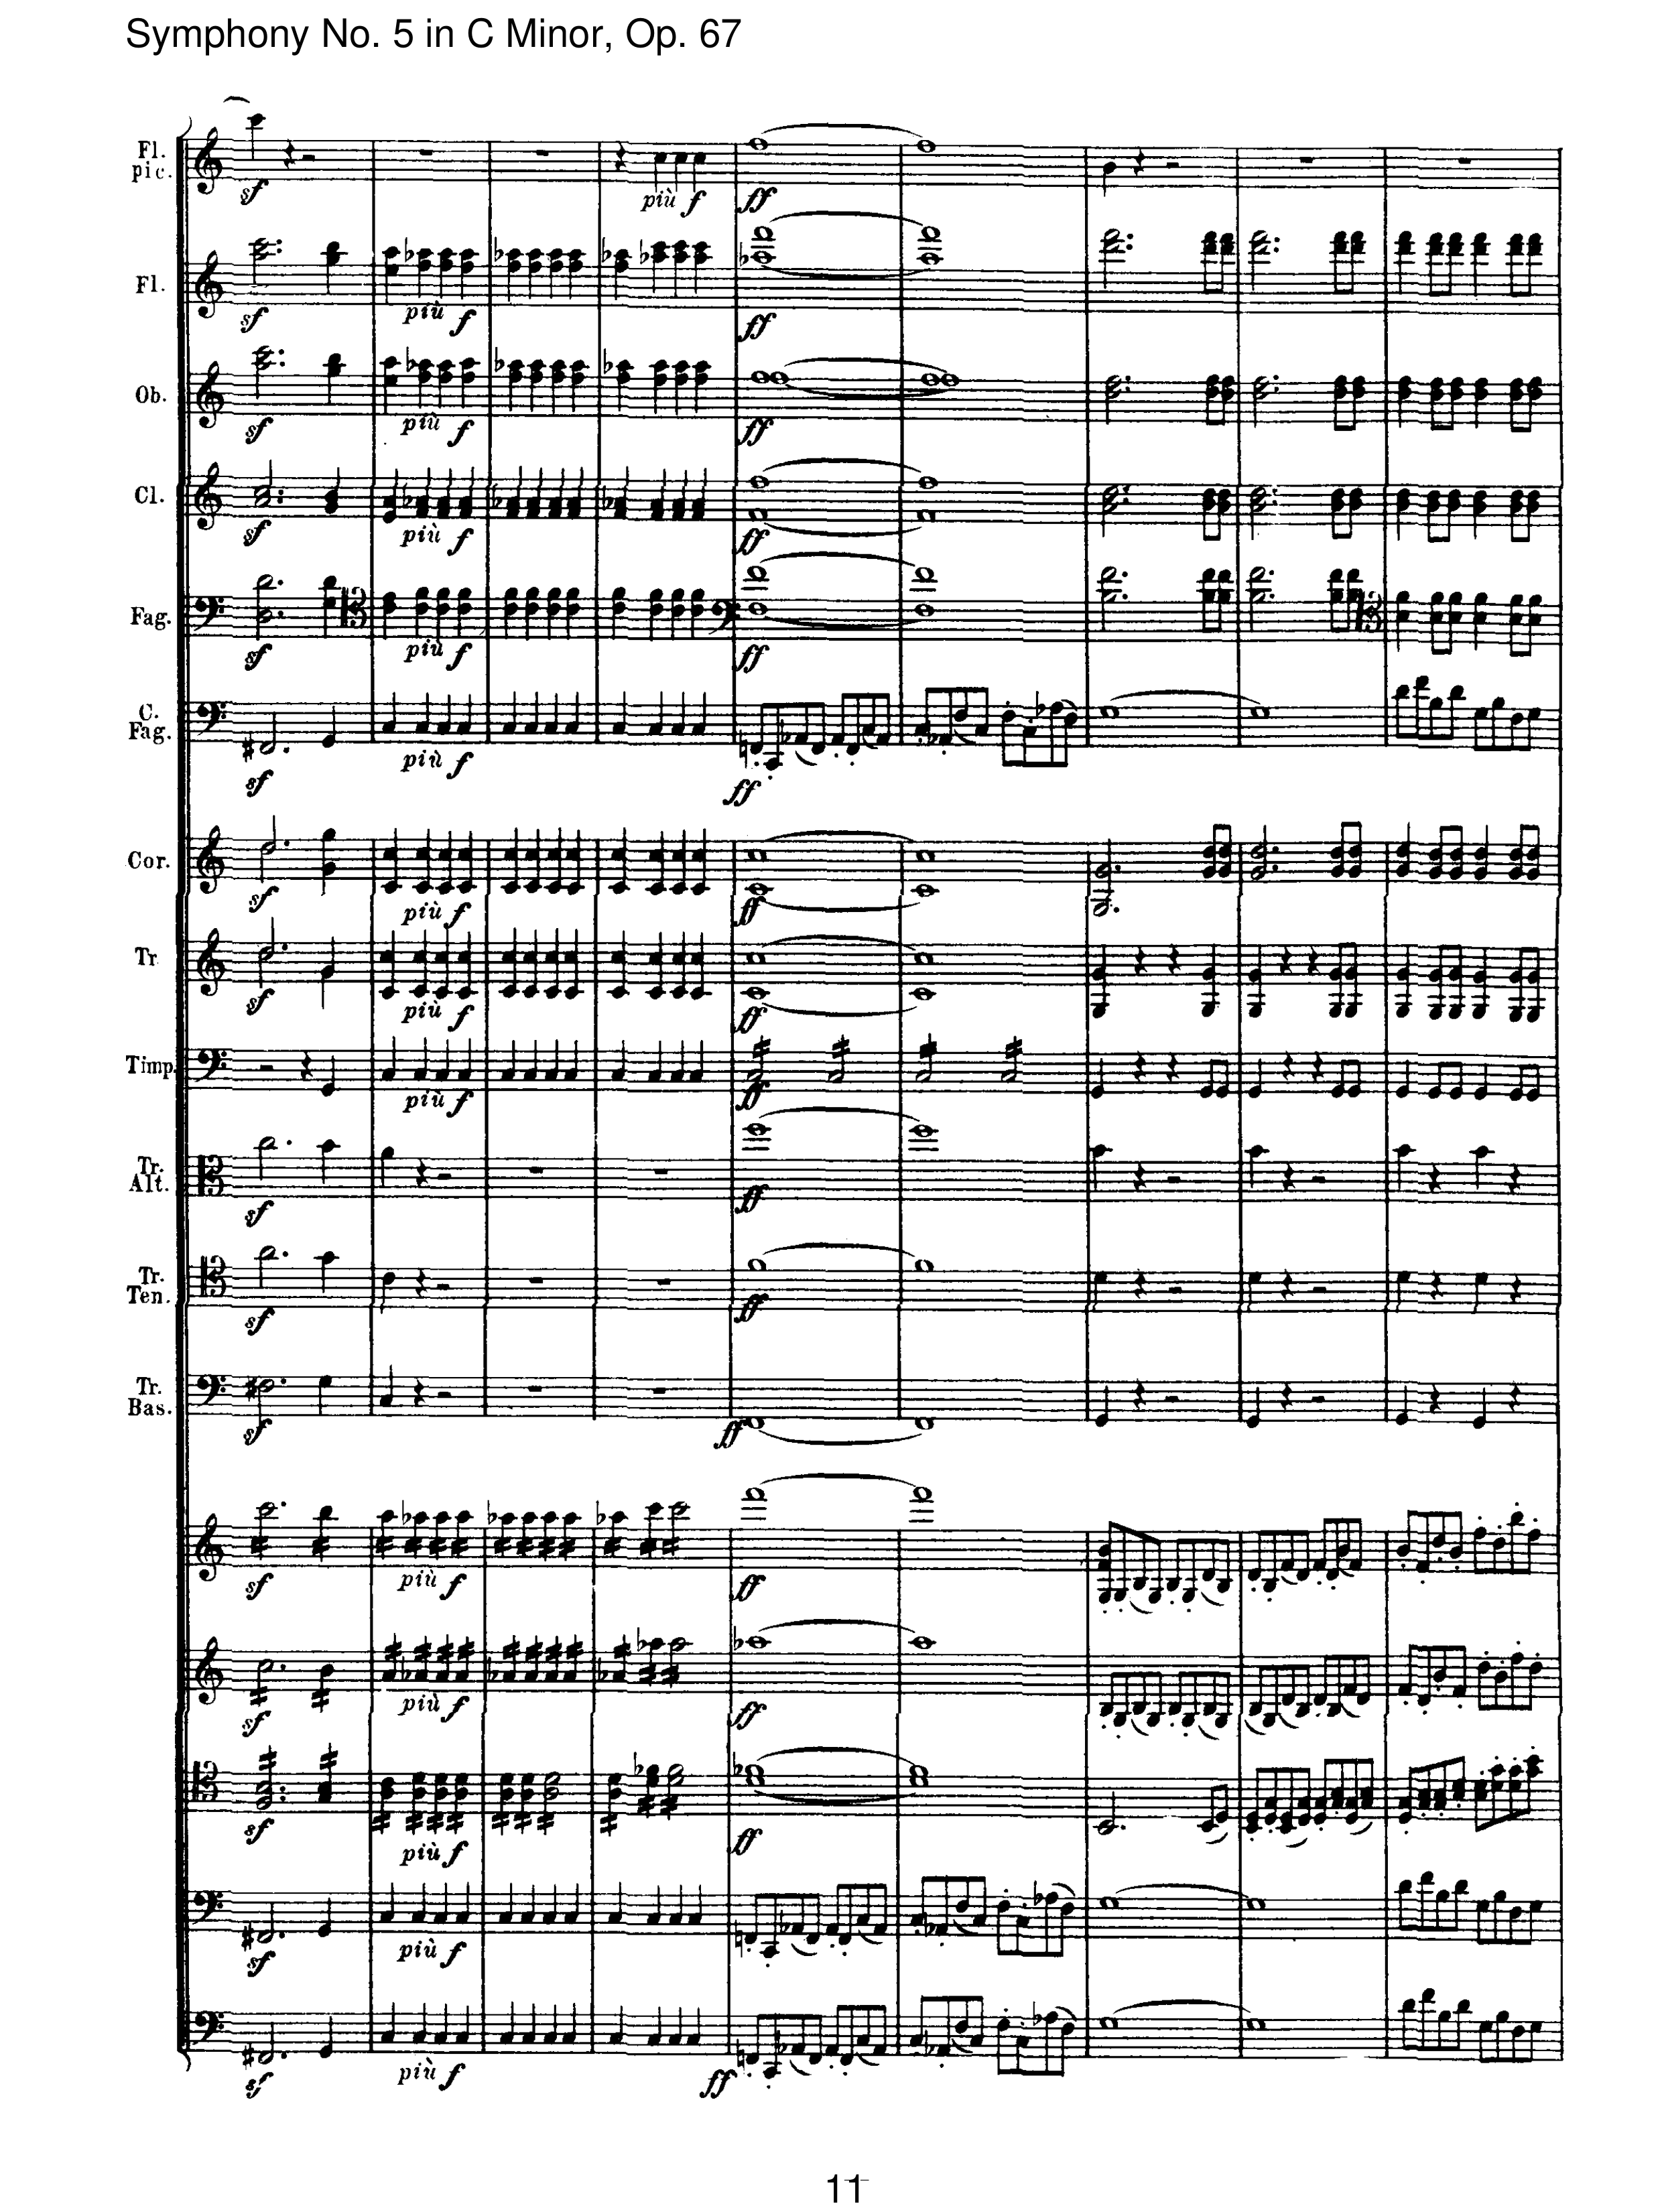 Symphony No. 5 in C Minor, Op. 67
Fl.
pic.
sf
più f
ff
Fl.
sf
più f
ff
Ob.
sf
più f
ff
Cl.
sf
più f
ff
Fag.
sf
più f
ff
C.
Fag.
sf
più f
ff
Cor.
sf
più f
ff
Tr
sf
più f
ff
Timp.
più f
ff
Tr.
Alt.
sf
ff
Tr.
Ten.
sf
ff
Tr.
Bas.
sf
ff
sf
più f
ff
sf
più f
ff
sf
più f
ff
sf
più f
sf
più f
ff
11